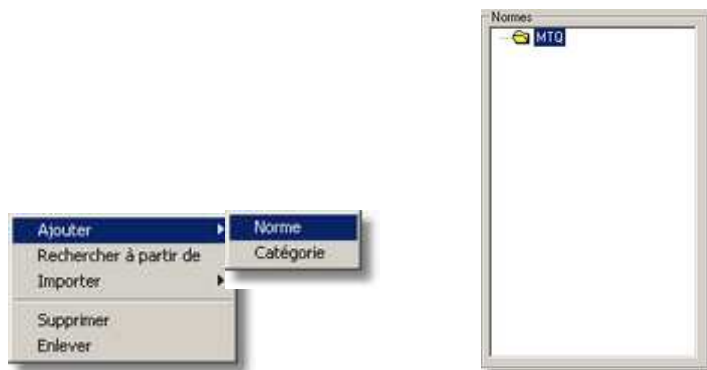 Normes
MTQ
Ajouter
Norme
Rechercher à partir de
Catégorie
Importer
Supprimer
Enlever